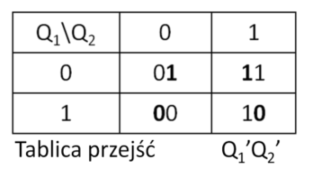 Q₁\Q₂ 0 1
0 01 11
1 00 10
Tablica przejść Q₁’Q₂’